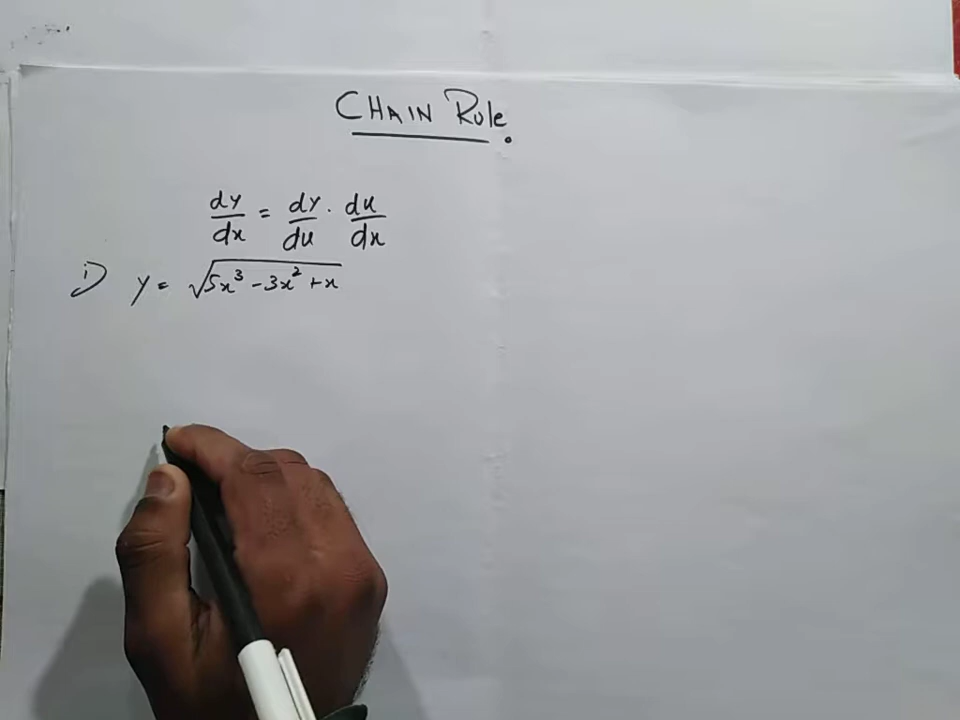 CHAIN Rule.
dy/dx = dy/du · du/dx
i) y = √(5x³ - 3x² + x)